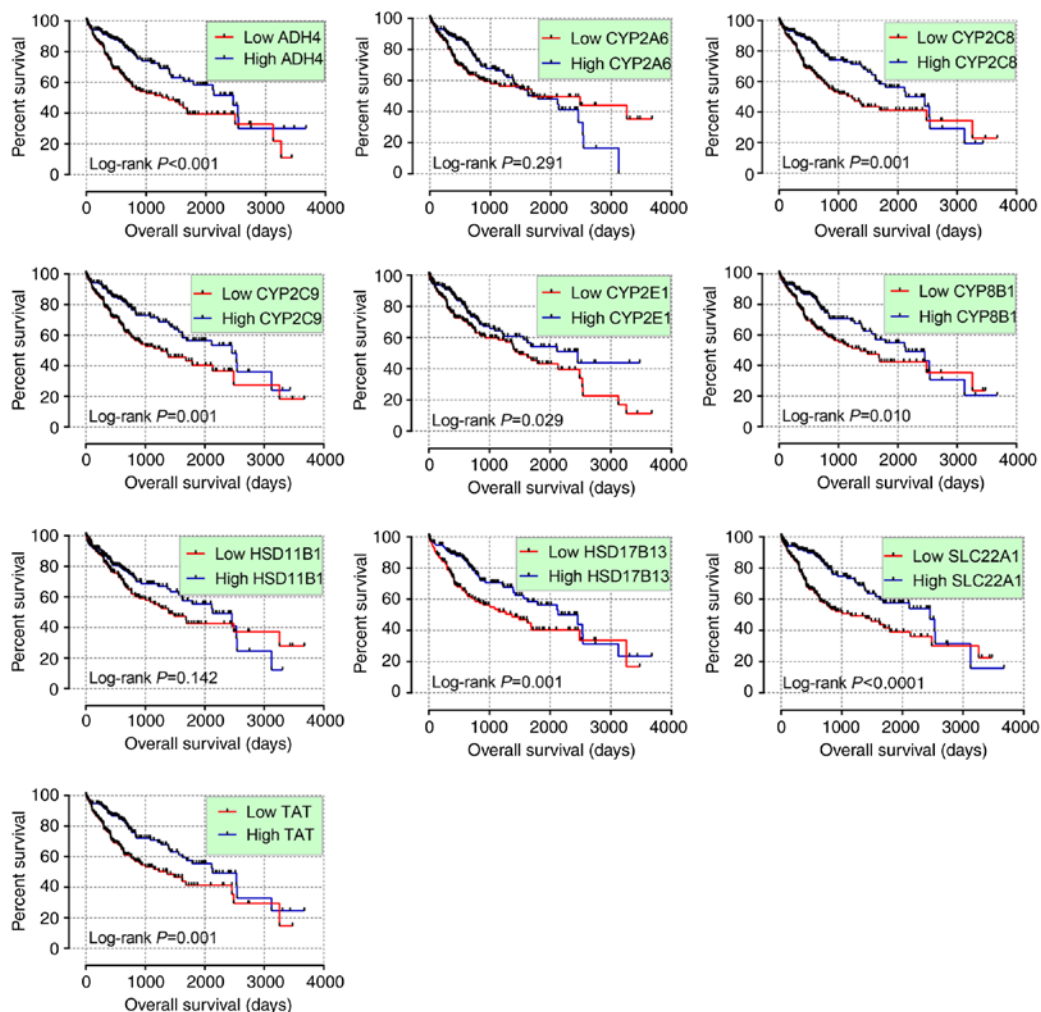 Percent survival
100
80
60
40
20
0
Low ADH4
High ADH4
Log-rank P<0.001
0 1000 2000 3000 4000
Overall survival (days)
Percent survival
100
80
60
40
20
0
Low CYP2A6
High CYP2A6
Log-rank P=0.291
0 1000 2000 3000 4000
Overall survival (days)
Percent survival
100
80
60
40
20
0
Low CYP2C8
High CYP2C8
Log-rank P=0.001
0 1000 2000 3000 4000
Overall survival (days)
Percent survival
100
80
60
40
20
0
Low CYP2C9
High CYP2C9
Log-rank P=0.001
0 1000 2000 3000 4000
Overall survival (days)
Percent survival
100
80
60
40
20
0
Low CYP2E1
High CYP2E1
Log-rank P=0.029
0 1000 2000 3000 4000
Overall survival (days)
Percent survival
100
80
60
40
20
0
Low CYP8B1
High CYP8B1
Log-rank P=0.010
0 1000 2000 3000 4000
Overall survival (days)
Percent survival
100
80
60
40
20
0
Low HSD11B1
High HSD11B1
Log-rank P=0.142
0 1000 2000 3000 4000
Overall survival (days)
Percent survival
100
80
60
40
20
0
Low HSD17B13
High HSD17B13
Log-rank P=0.001
0 1000 2000 3000 4000
Overall survival (days)
Percent survival
100
80
60
40
20
0
Low SLC22A1
High SLC22A1
Log-rank P<0.0001
0 1000 2000 3000 4000
Overall survival (days)
Percent survival
100
80
60
40
20
0
Low TAT
High TAT
Log-rank P=0.001
0 1000 2000 3000 4000
Overall survival (days)